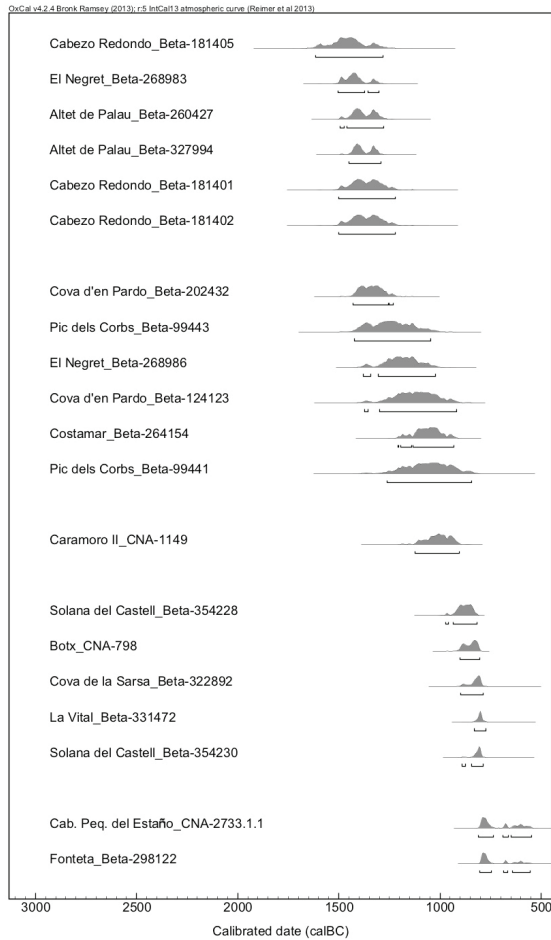 OxCal v4.2.4 Bronk Ramsey (2013); r:5 IntCal13 atmospheric curve (Reimer et al 2013)
Cabezo Redondo_Beta-181405
El Negret_Beta-268983
Altet de Palau_Beta-260427
Altet de Palau_Beta-327994
Cabezo Redondo_Beta-181401
Cabezo Redondo_Beta-181402
Cova d'en Pardo_Beta-202432
Pic dels Corbs_Beta-99443
El Negret_Beta-268986
Cova d'en Pardo_Beta-124123
Costamar_Beta-264154
Pic dels Corbs_Beta-99441
Caramoro II_CNA-1149
Solana del Castell_Beta-354228
Botx_CNA-798
Cova de la Sarsa_Beta-322892
La Vital_Beta-331472
Solana del Castell_Beta-354230
Cab. Peq. del Estaño_CNA-2733.1.1
Fonteta_Beta-298122
3000 2500 2000 1500 1000 500
Calibrated date (calBC)